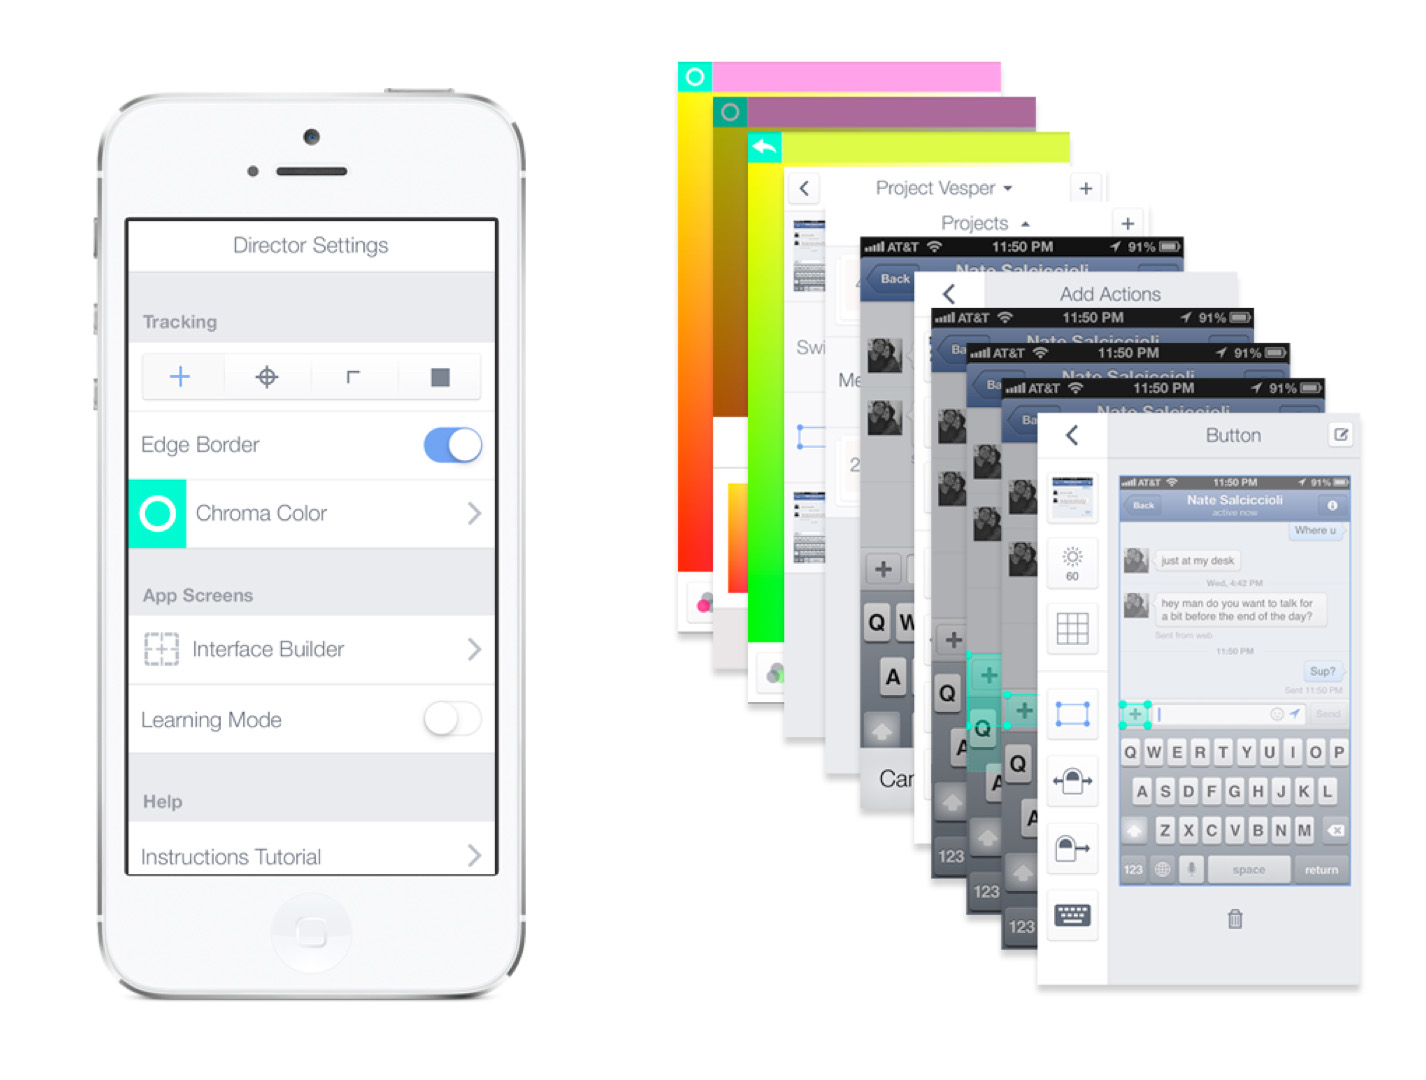 Director Settings
Tracking
Edge Border
Chroma Color
App Screens
Interface Builder
Learning Mode
Help
Instructions Tutorial
Project Vesper
Projects
AT&T 11:50 PM 91%
Back Nate Salciccioli
Add Actions
AT&T 11:50 PM 91%
Ba Nate Salciccioli
AT&T 11:50 PM 91%
Ba Nate Salciccioli
AT&T 11:50 PM 91%
Ba Nate Salciccioli
Swi
Me
2
Q W
A
Car
Q
A
123
Q
A
123
Q
A
123
Button
60
AT&T 11:50 PM 91%
Back Nate Salciccioli
active now
Where u
just at my desk
Wed, 4:42 PM
hey man do you want to talk for
a bit before the end of the day?
Sent from web
11:50 PM
Sup?
Sent 11:50 PM
Send
Q W E R T Y U I O P
A S D F G H J K L
Z X C V B N M
123 space return